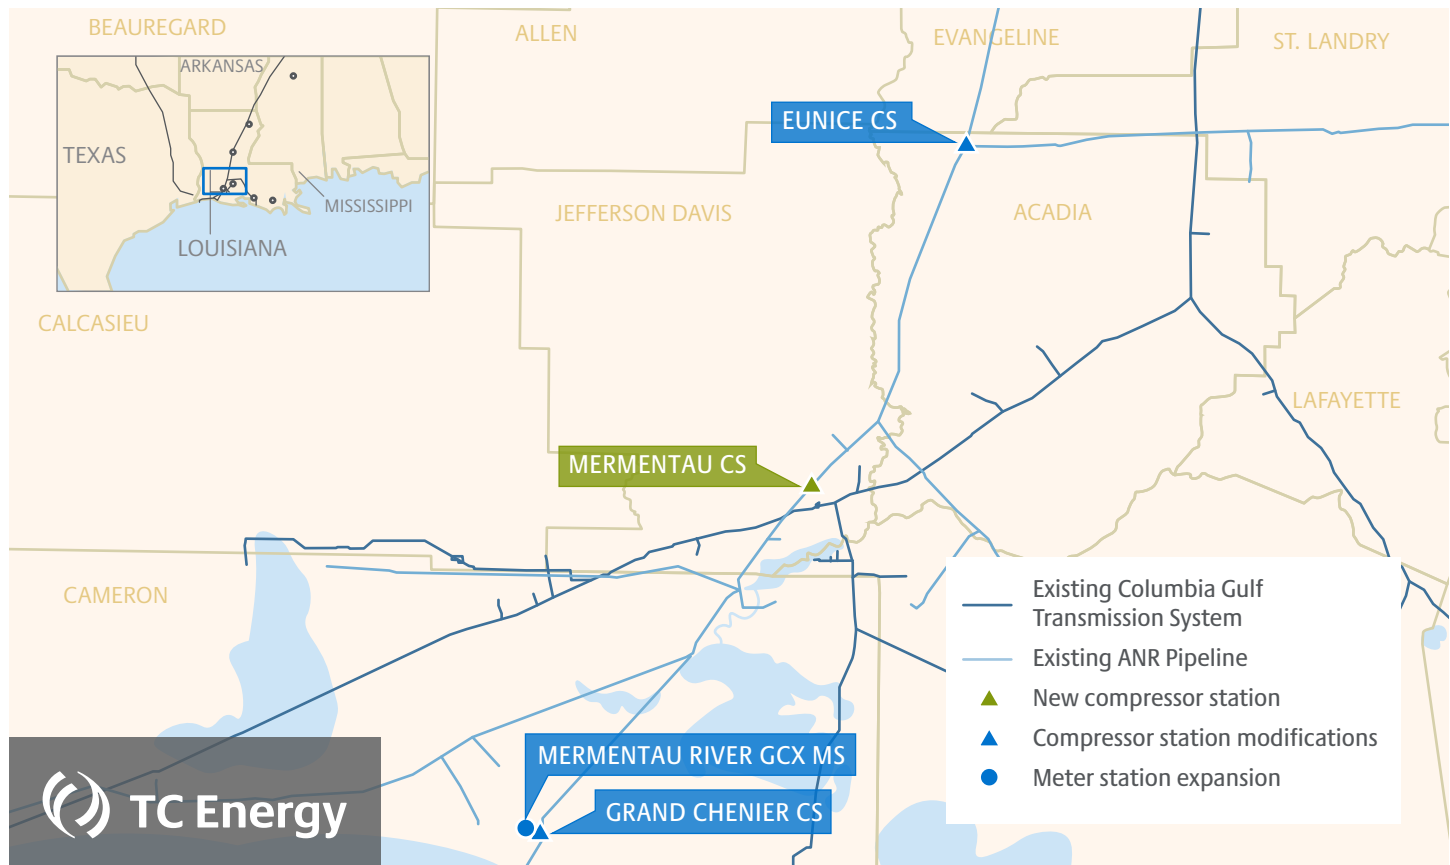 BEAUREGARD
ALLEN
EVANGELINE
ST. LANDRY
ARKANSAS
TEXAS
MISSISSIPPI
LOUISIANA
EUNICE CS
JEFFERSON DAVIS
ACADIA
CALCASIEU
LAFAYETTE
MERMENTAU CS
CAMERON
Existing Columbia Gulf
Transmission System
Existing ANR Pipeline
New compressor station
Compressor station modifications
Meter station expansion
MERMENTAU RIVER GCX MS
GRAND CHENIER CS
TC Energy